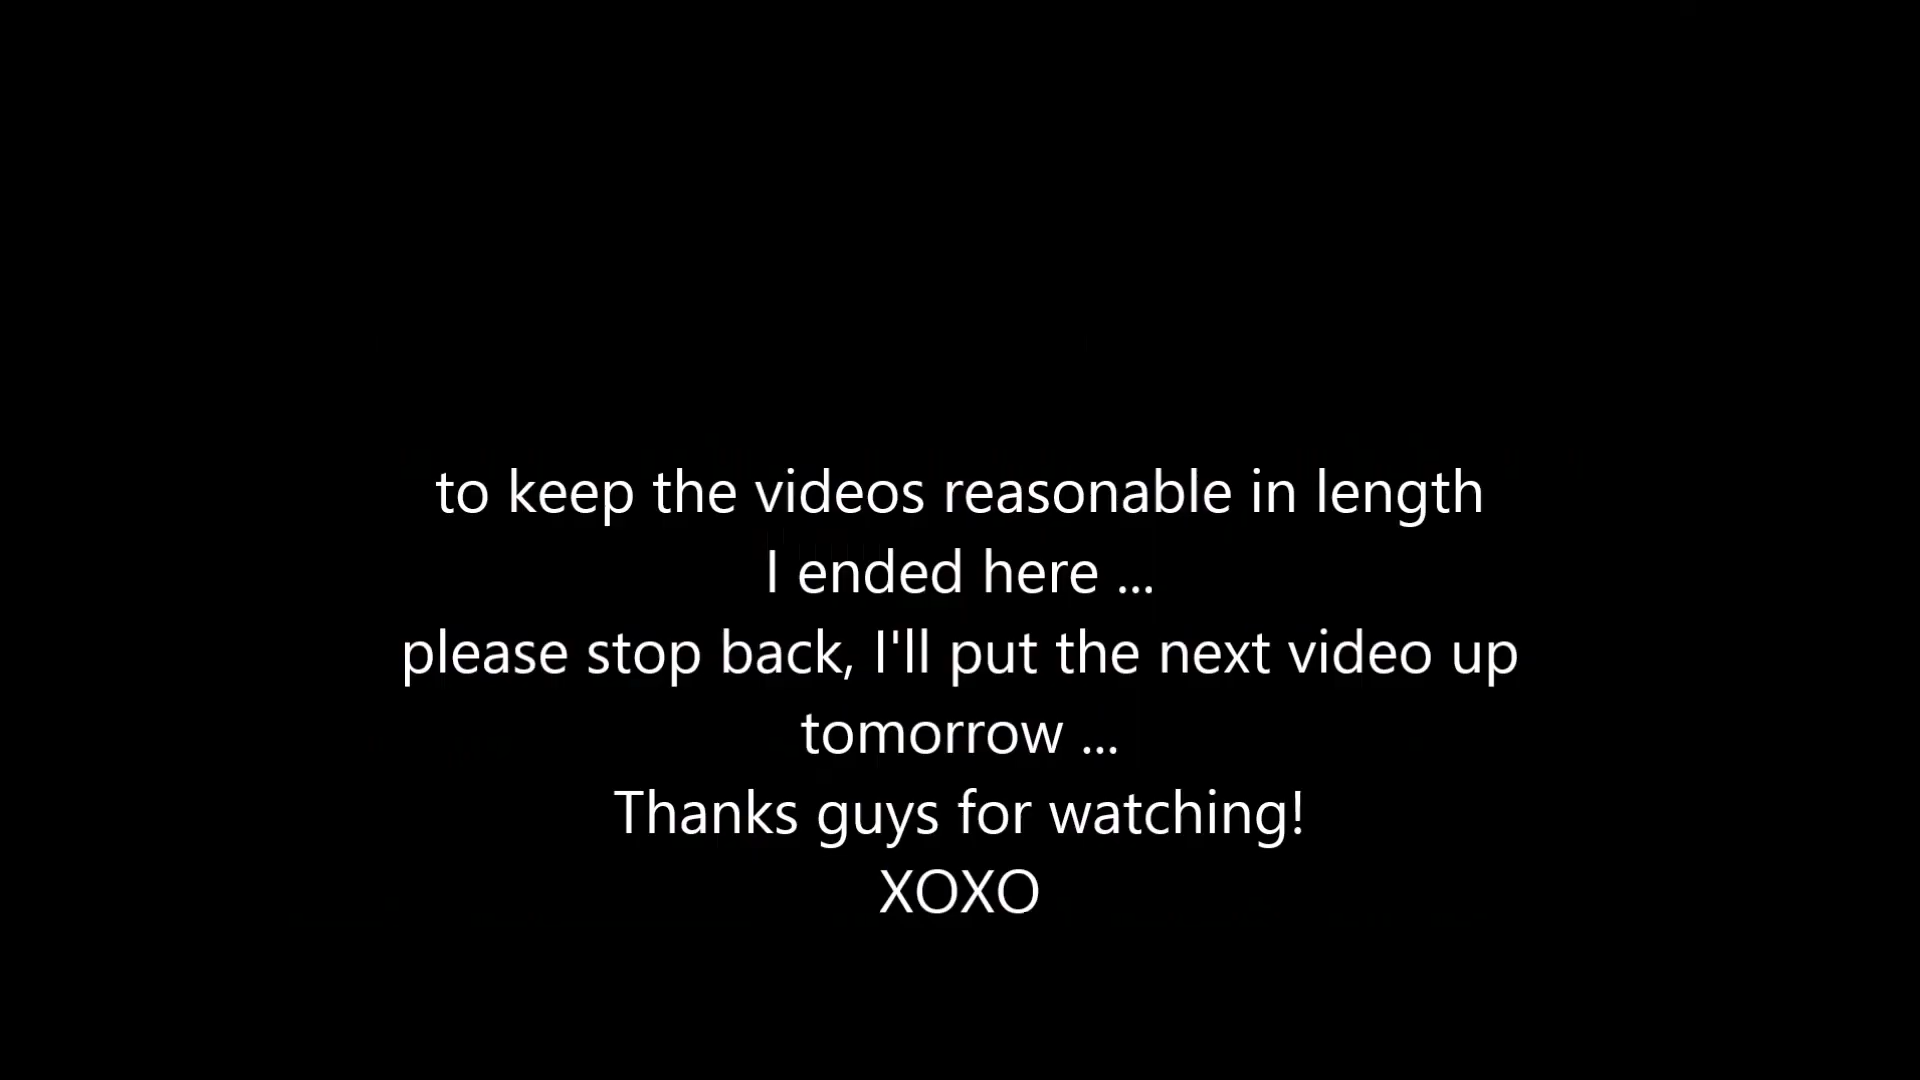 to keep the videos reasonable in length
I ended here ...
please stop back, I'll put the next video up
tomorrow ...
Thanks guys for watching!
XOXO